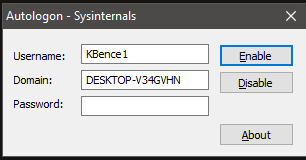 Autologon - Sysinternals
Username: KBence1 Enable
Domain: DESKTOP-V34GVHN Disable
Password:
About